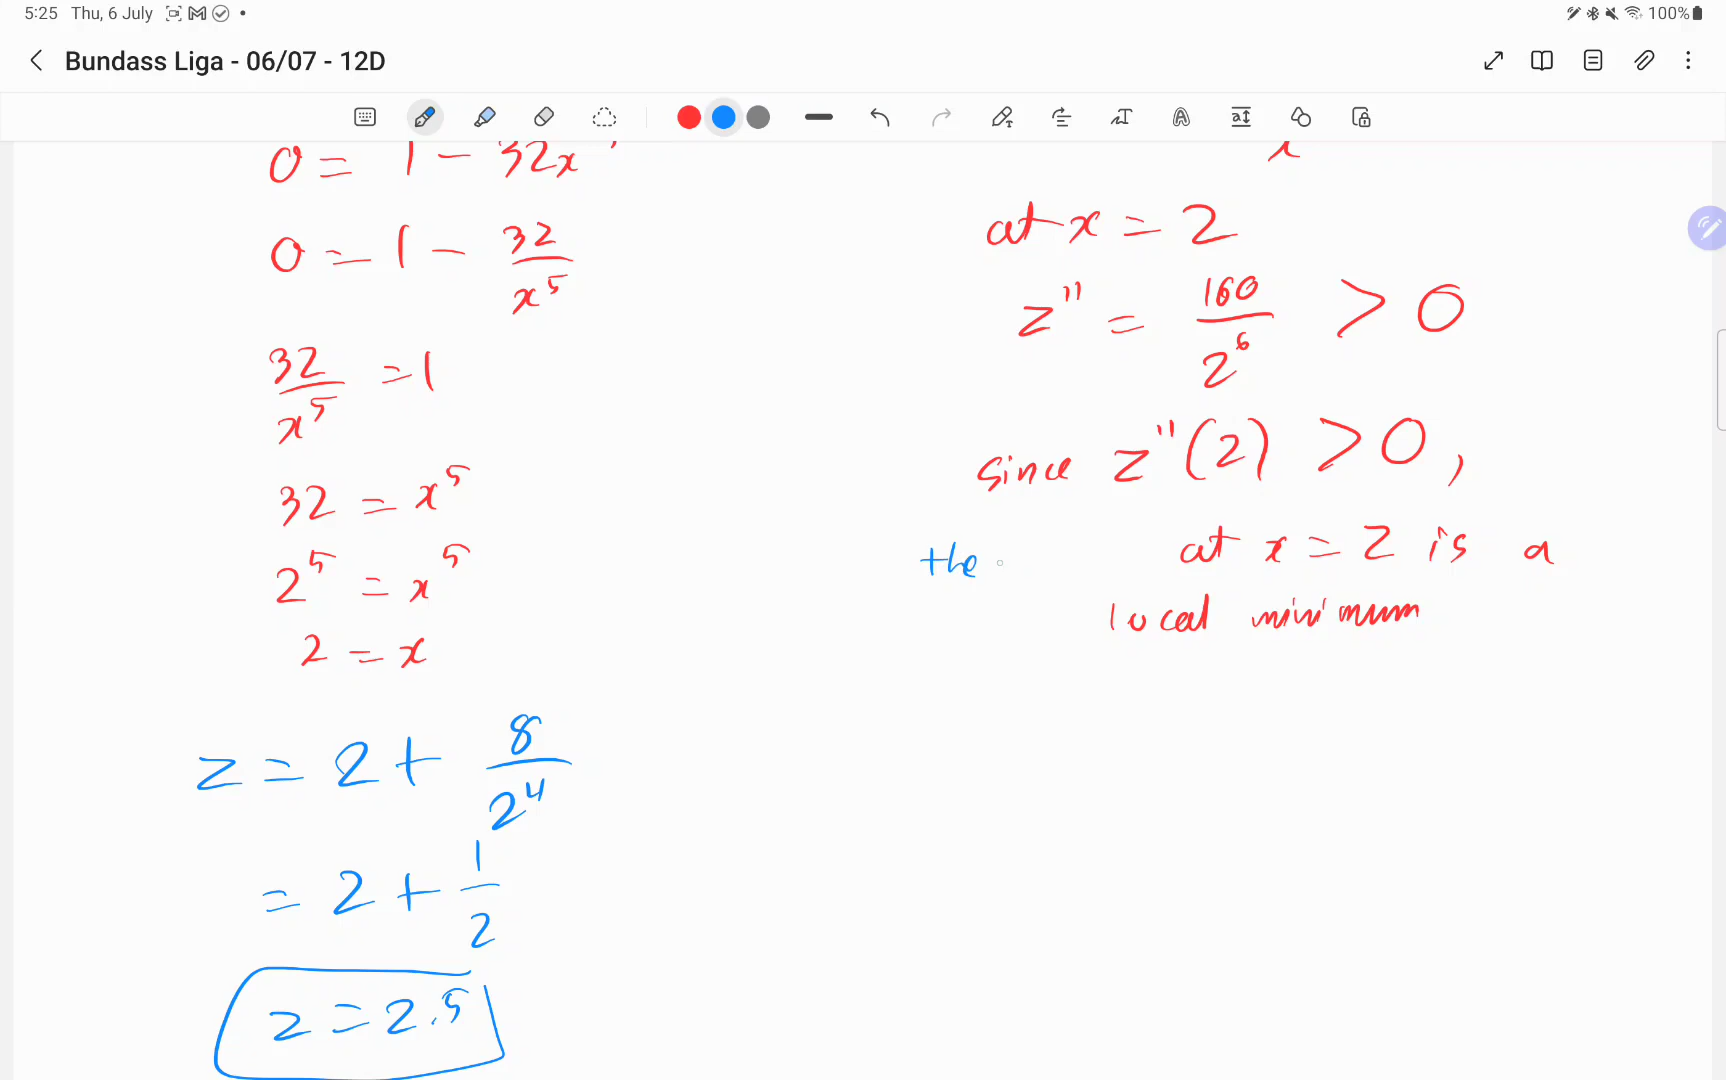 5:25 Thu, 6 July 100%
Bundass Liga - 06/07 - 12D
0 = 1 - 32x
0 = 1 - 32/x⁵
32/x⁵ = 1
32 = x⁵
2⁵ = x⁵
2 = x
z = 2 + 8/2⁴
= 2 + 1/2
z = 2.5
at x = 2
z'' = 160/2⁶ > 0
since z''(2) > 0,
the at x = 2 is a
local minimum